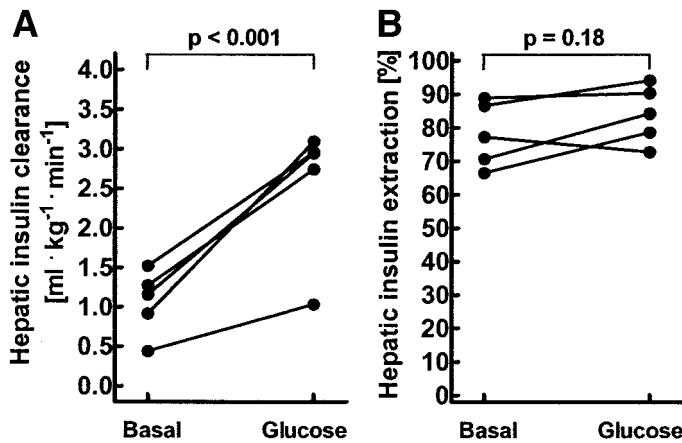 A
p < 0.001
Hepatic insulin clearance
[ml · kg⁻¹ · min⁻¹]
4.0
3.5
3.0
2.5
2.0
1.5
1.0
0.5
0.0
Basal
Glucose
B
p = 0.18
Hepatic insulin extraction [%]
100
90
80
70
60
50
40
30
20
10
0
Basal
Glucose